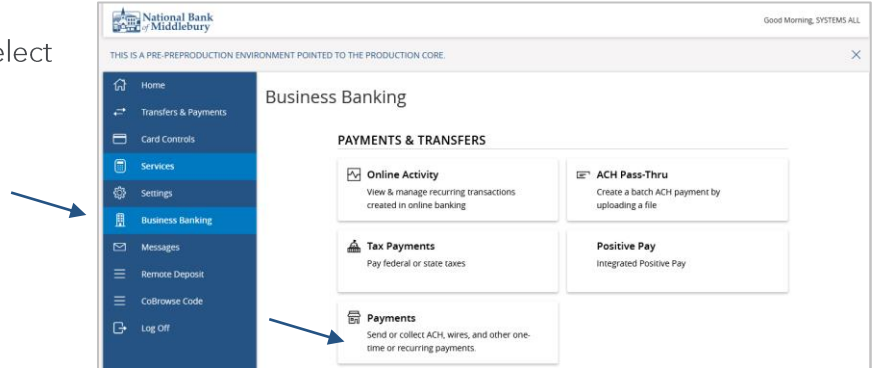 elect
National Bank
of Middlebury
Good Morning, SYSTEMS ALL
THIS IS A PRE-PREPRODUCTION ENVIRONMENT POINTED TO THE PRODUCTION CORE.
Home
Transfers & Payments
Card Controls
Services
Settings
Business Banking
Messages
Remote Deposit
CoBrowse Code
Log Off
Business Banking
PAYMENTS & TRANSFERS
Online Activity
View & manage recurring transactions
created in online banking
ACH Pass-Thru
Create a batch ACH payment by
uploading a file
Tax Payments
Pay federal or state taxes
Positive Pay
Integrated Positive Pay
Payments
Send or collect ACH, wires, and other one-
time or recurring payments.